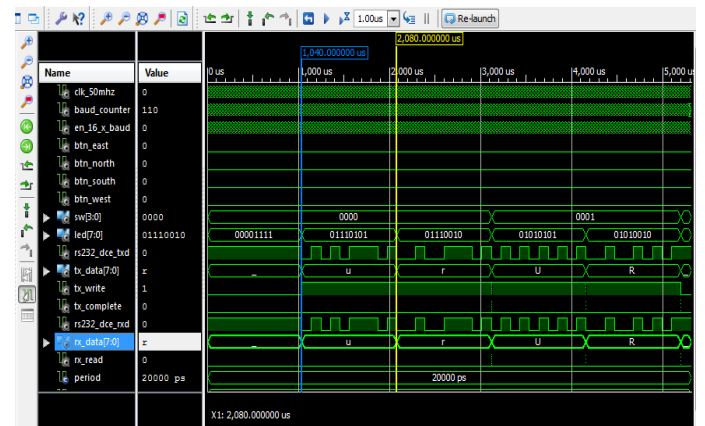 1.00us Re-launch
2,080.000000 us
1,040.000000 us
Name Value 0 us 1,000 us 2,000 us 3,000 us 4,000 us 5,000 u
clk_50mhz 0
baud_counter 110
en_16_x_baud 0
btn_east 0
btn_north 0
btn_south 0
btn_west 0
sw[3:0] 0000 0000 0001
led[7:0] 01110010 00001111 01110101 01110010 01010101 01010010
rs232_dce_txd 0
tx_data[7:0] r _ u r U R
tx_write 1
tx_complete 0
rs232_dce_rxd 0
rx_data[7:0] r _ u r U R _
rx_read 0
period 20000 ps 20000 ps
X1: 2,080.000000 us